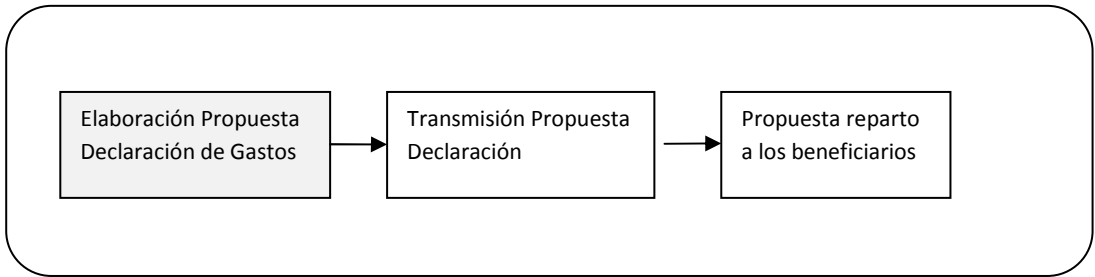 Elaboración Propuesta
Declaración de Gastos
Transmisión Propuesta
Declaración
Propuesta reparto
a los beneficiarios